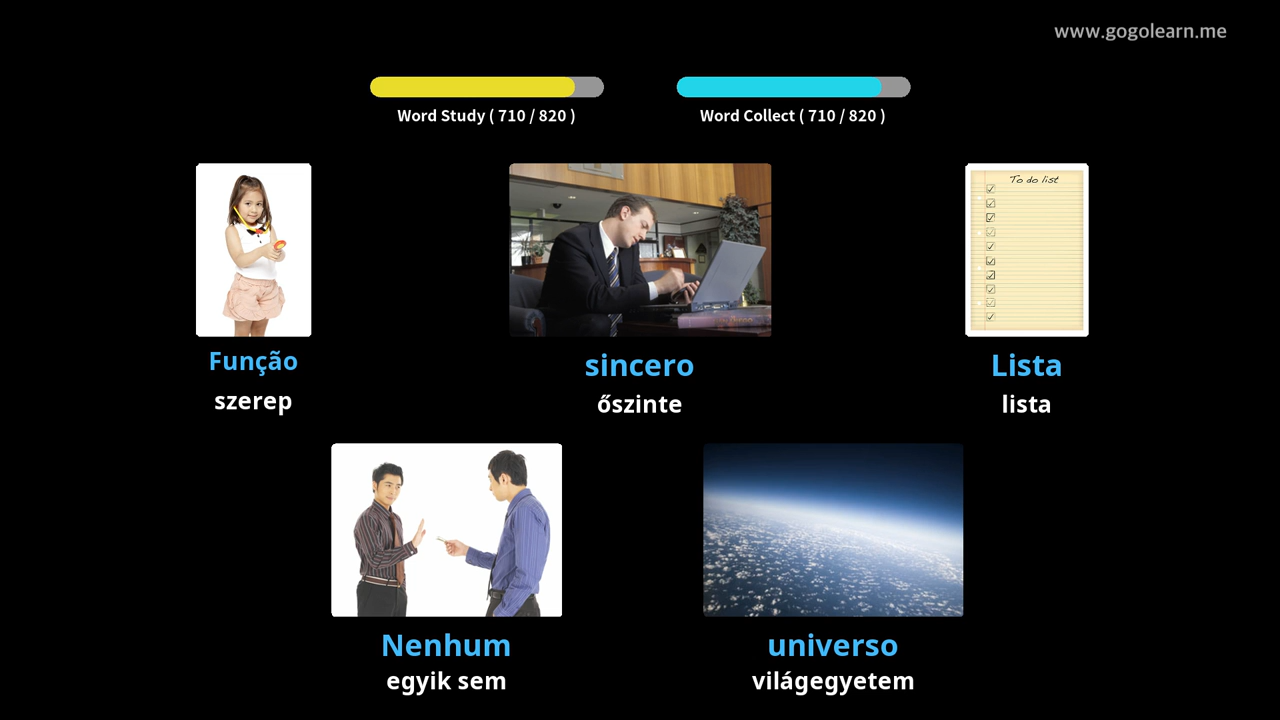 www.gogolearn.me
Word Study ( 710 / 820 )
Word Collect ( 710 / 820 )
To do list
Função
szerep
sincero
őszinte
Lista
lista
Nenhum
egyik sem
universo
világegyetem